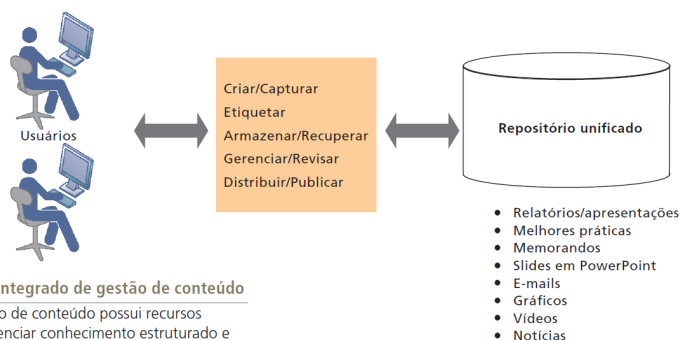 Usuários
Criar/Capturar
Etiquetar
Armazenar/Recuperar
Gerenciar/Revisar
Distribuir/Publicar
Repositório unificado
• Relatórios/apresentações
• Melhores práticas
• Memorandos
• Slides em PowerPoint
• E-mails
• Gráficos
• Vídeos
• Notícias
ntegrado de gestão de conteúdo
o de conteúdo possui recursos
enciar conhecimento estruturado e